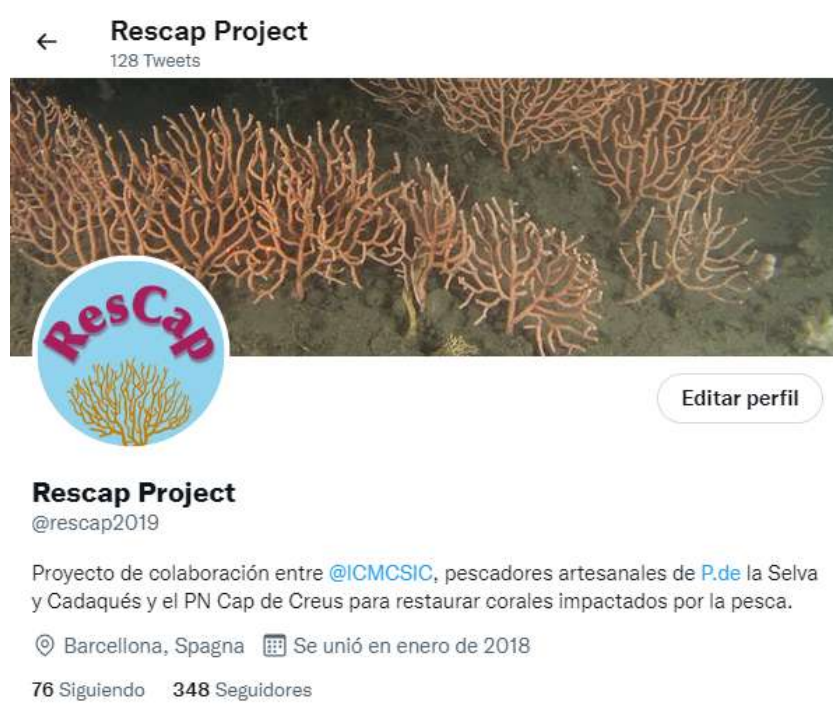 Rescap Project
128 Tweets
ResCap
Editar perfil
Rescap Project
@rescap2019
Proyecto de colaboración entre @ICMCSIC, pescadores artesanales de P.de la Selva
y Cadaqués y el PN Cap de Creus para restaurar corales impactados por la pesca.
Barcellona, Spagna Se unió en enero de 2018
76 Siguiendo 348 Seguidores